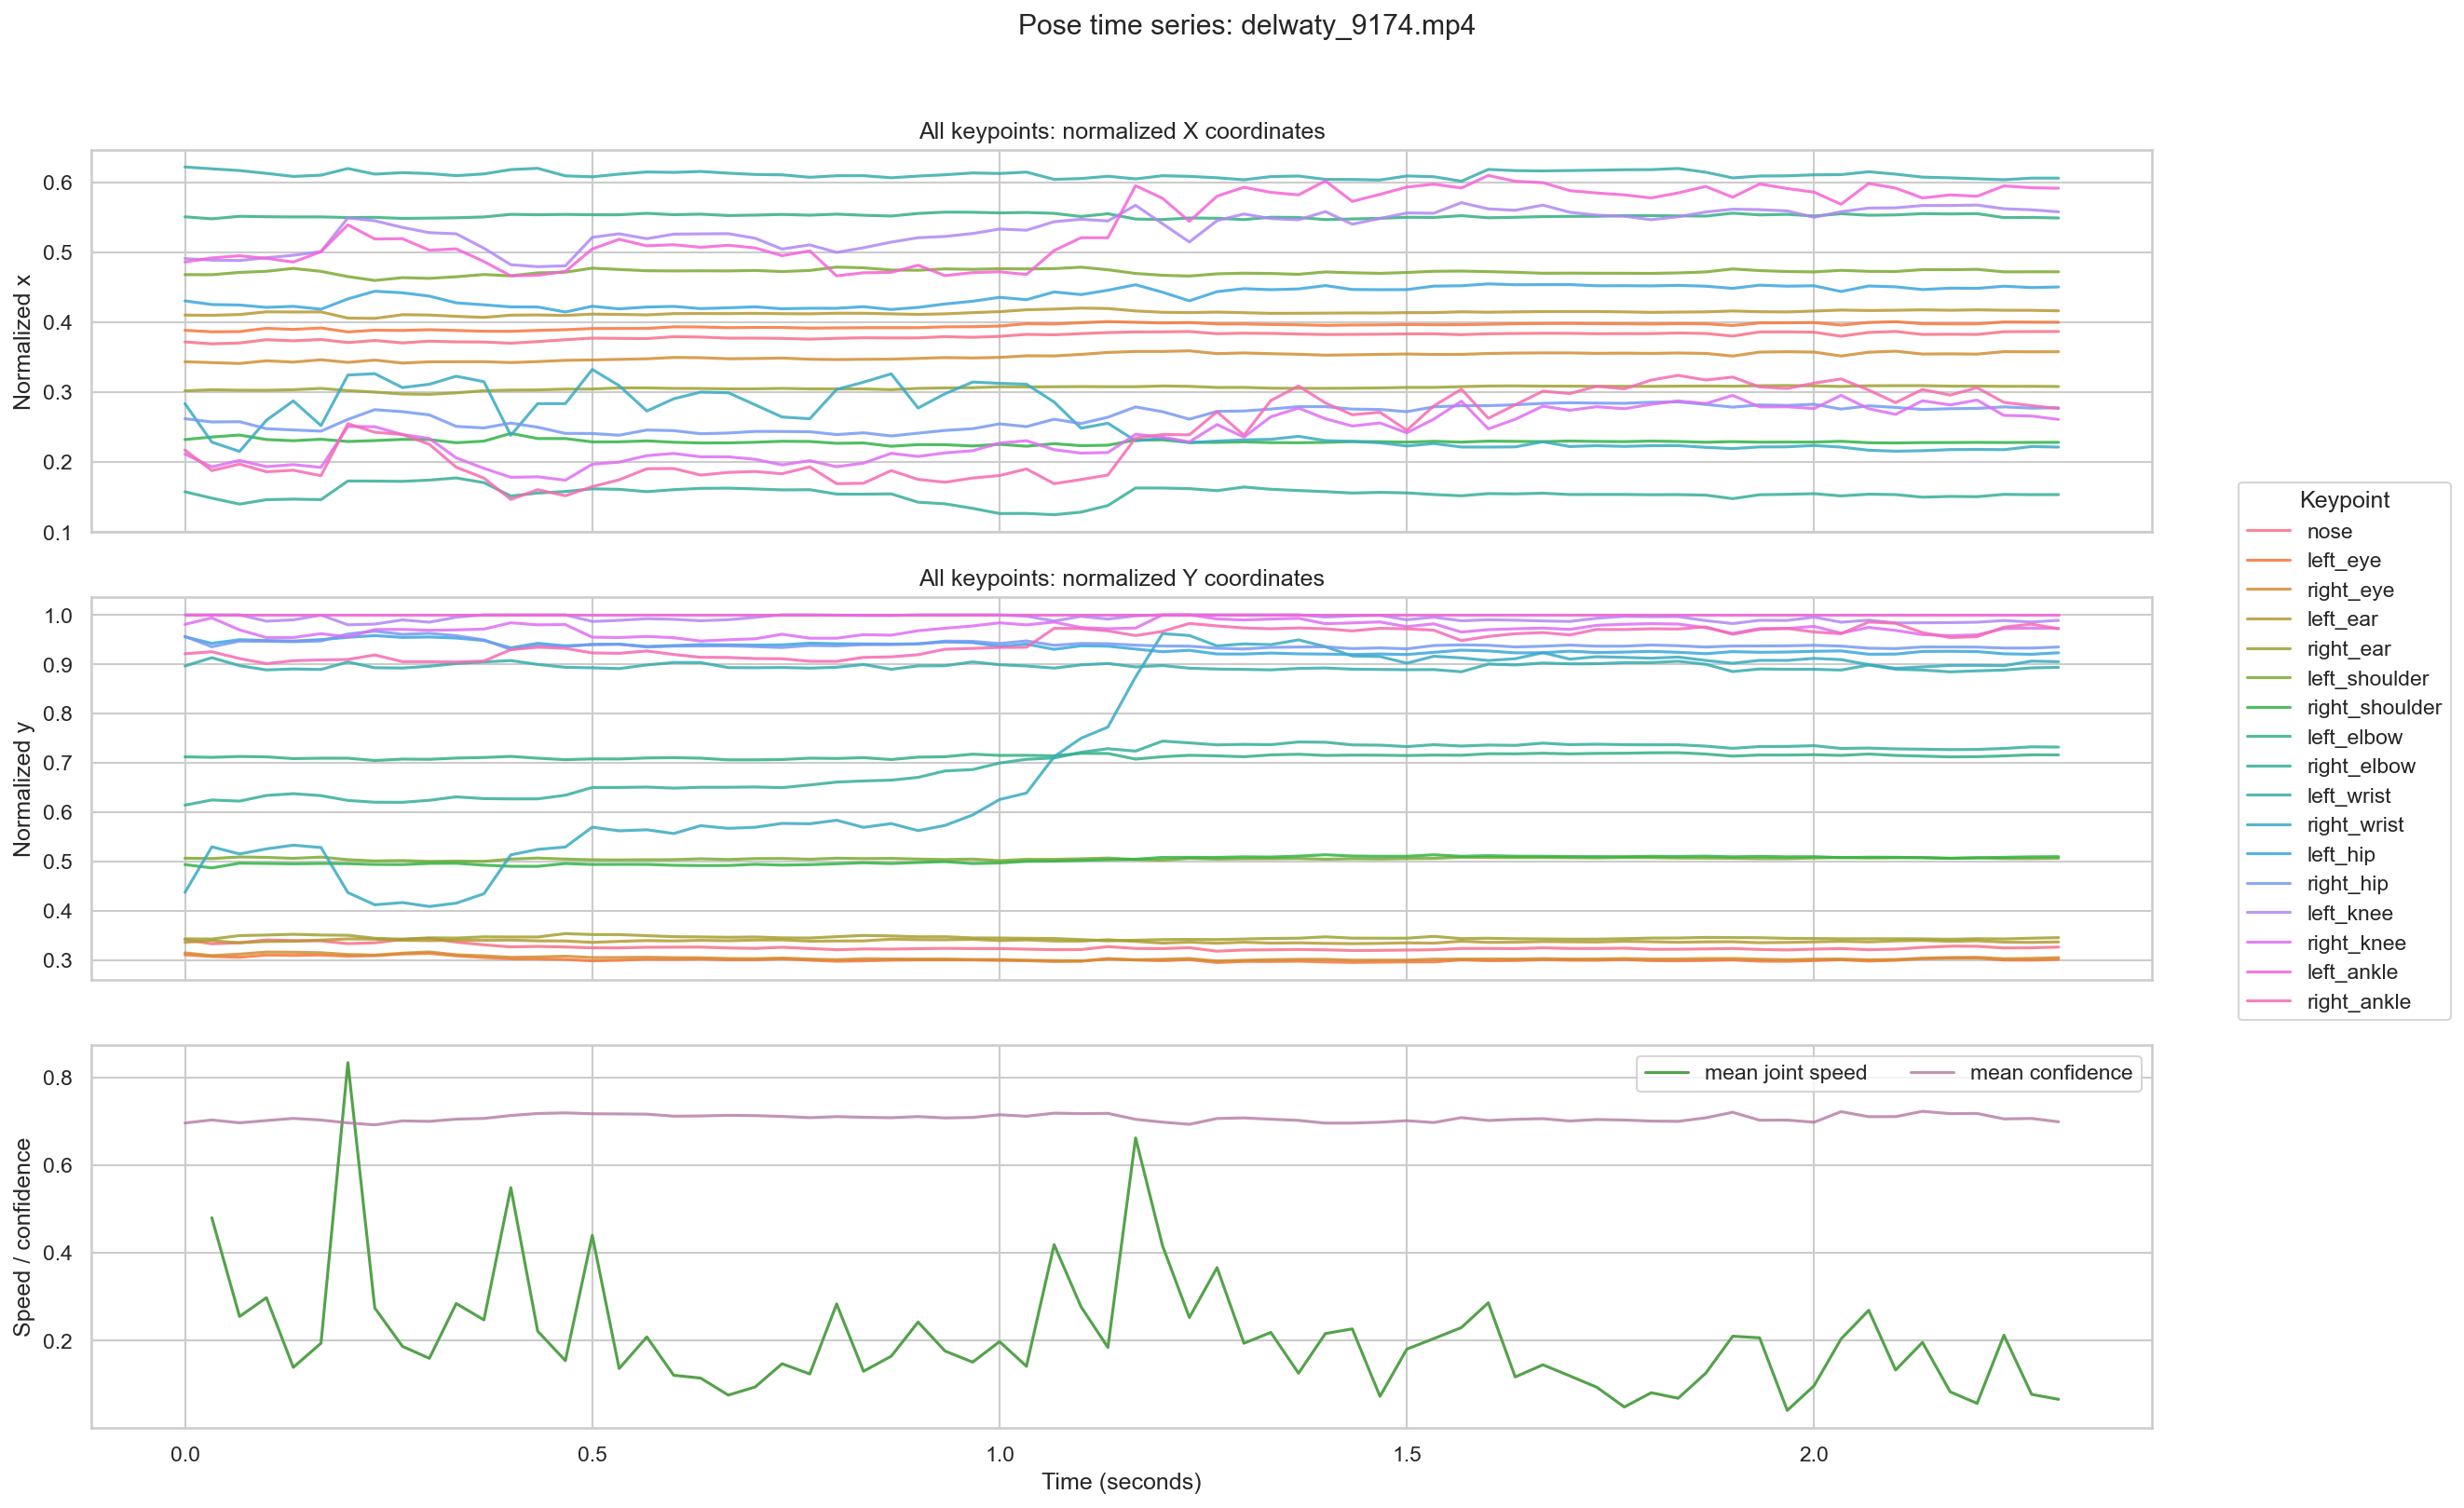 Pose time series: delwaty_9174.mp4
All keypoints: normalized X coordinates
Normalized x
0.6
0.5
0.4
0.3
0.2
0.1
All keypoints: normalized Y coordinates
Normalized y
1.0
0.9
0.8
0.7
0.6
0.5
0.4
0.3
Keypoint
nose
left_eye
right_eye
left_ear
right_ear
left_shoulder
right_shoulder
left_elbow
right_elbow
left_wrist
right_wrist
left_hip
right_hip
left_knee
right_knee
left_ankle
right_ankle
Speed / confidence
0.8
0.6
0.4
0.2
mean joint speed mean confidence
0.0 0.5 1.0 1.5 2.0
Time (seconds)